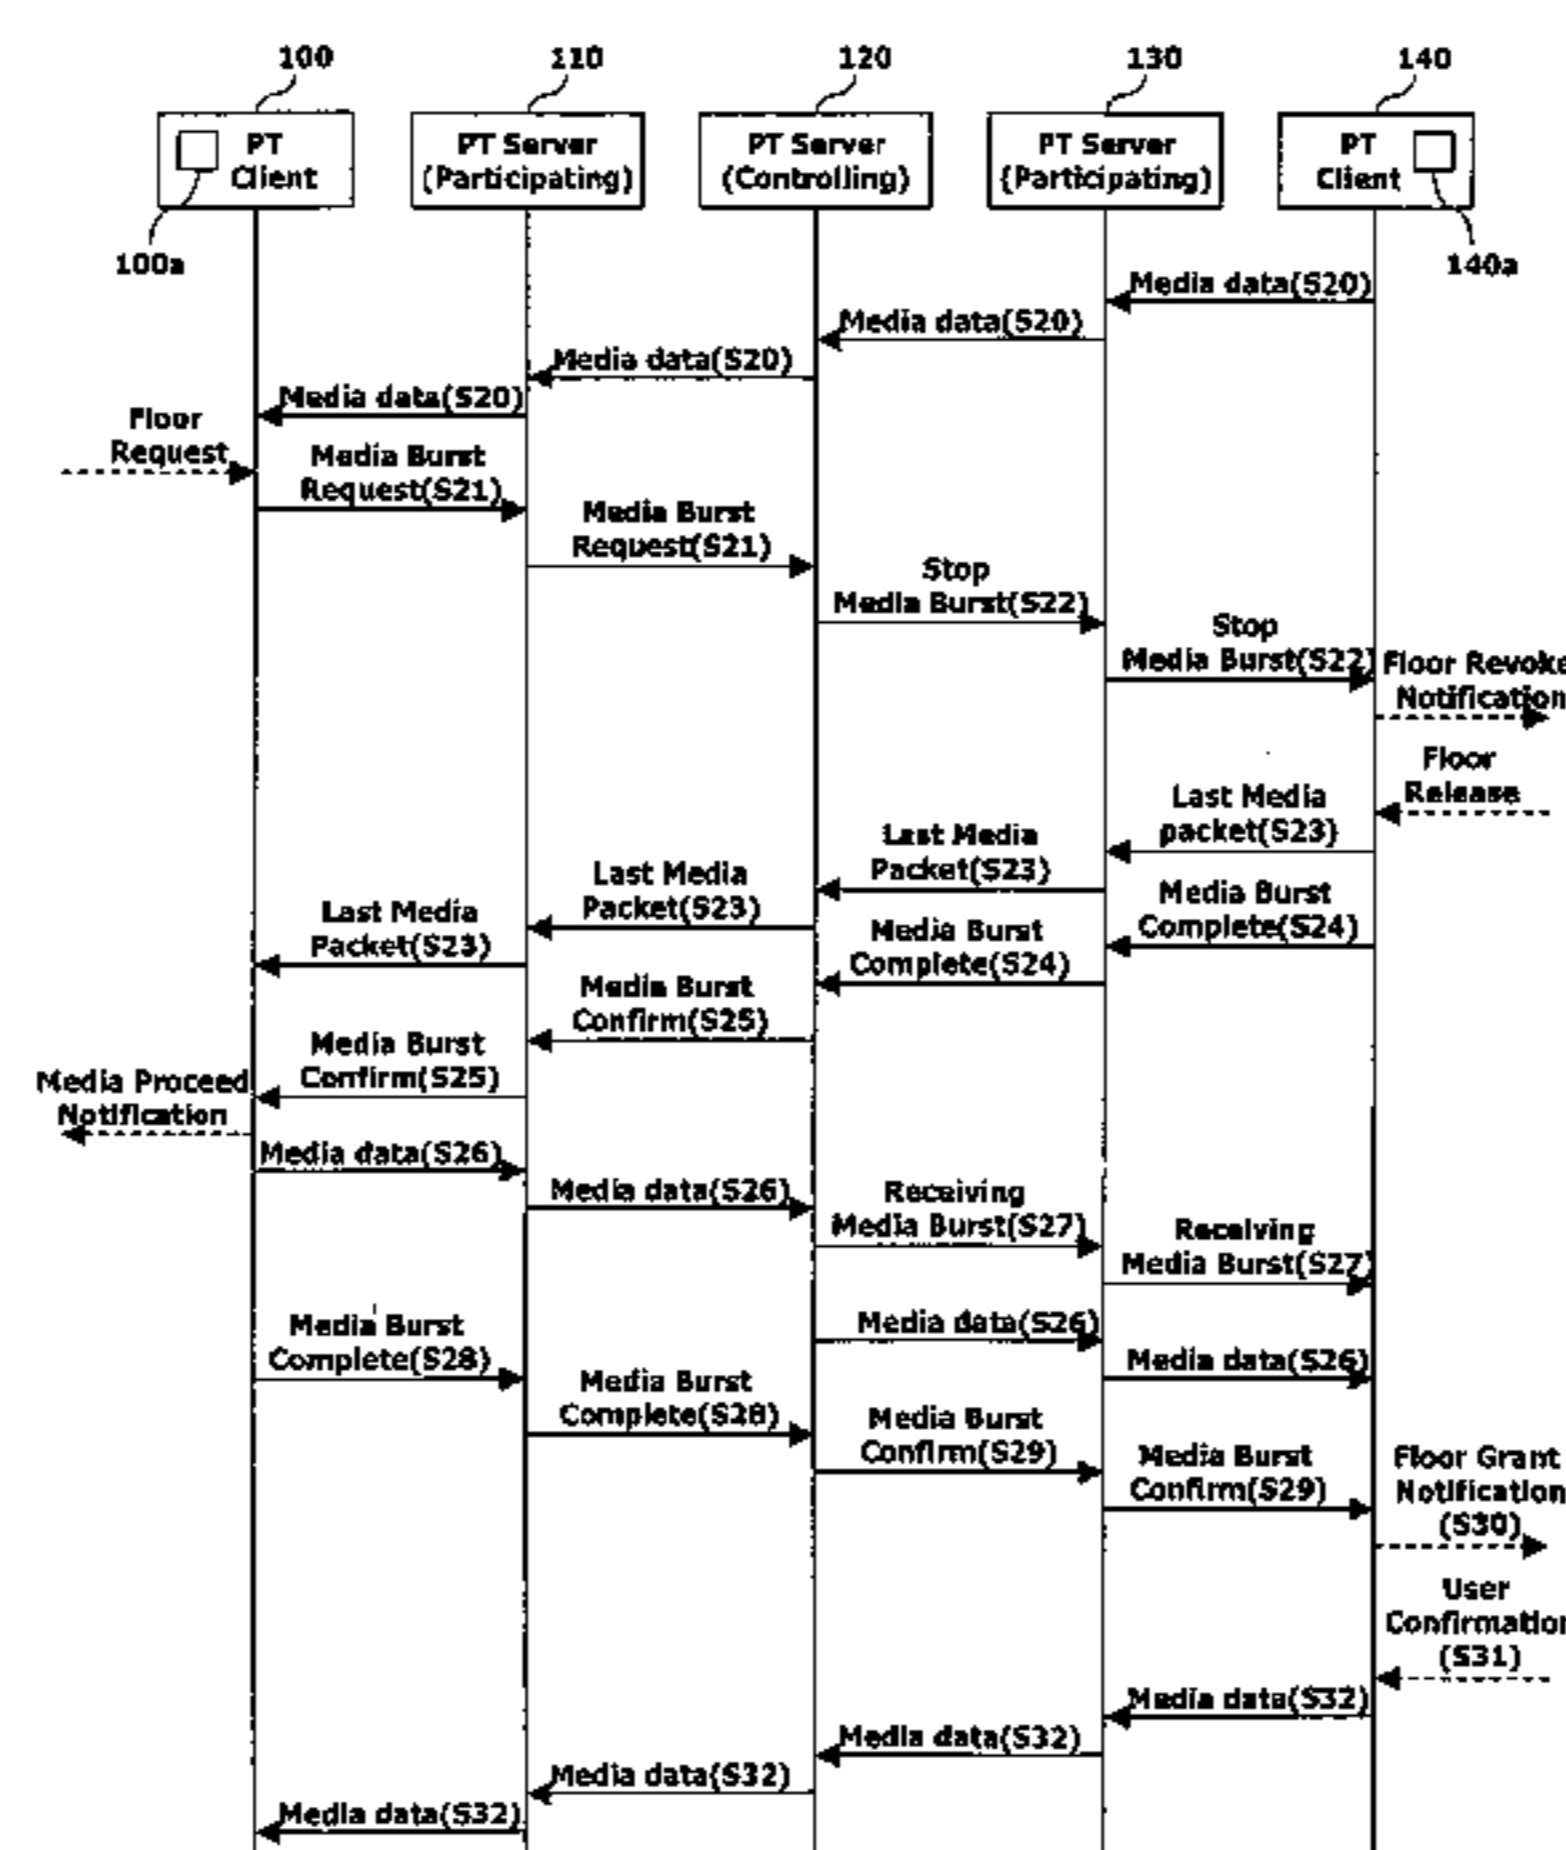 100
110
120
130
140
PT
Client
PT Server
(Participating)
PT Server
(Controlling)
PT Server
(Participating)
PT
Client
100a
140a
Media data(S20)
Media data(S20)
Media data(S20)
Media data(S20)
Floor
Request
Media Burst
Request(S21)
Media Burst
Request(S21)
Stop
Media Burst(S22)
Stop
Media Burst(S22)
Floor Revoke
Notification
Floor
Release
Last Media
packet(S23)
Last Media
Packet(S23)
Last Media
Packet(S23)
Last Media
Packet(S23)
Media Burst
Complete(S24)
Media Burst
Complete(S24)
Media Burst
Confirm(S25)
Media Burst
Confirm(S25)
Media Proceed
Notification
Media data(S26)
Media data(S26)
Receiving
Media Burst(S27)
Receiving
Media Burst(S27)
Media data(S26)
Media data(S26)
Media Burst
Complete(S28)
Media Burst
Complete(S28)
Media Burst
Confirm(S29)
Media Burst
Confirm(S29)
Floor Grant
Notification
(S30)
User
Confirmation
(S31)
Media data(S32)
Media data(S32)
Media data(S32)
Media data(S32)